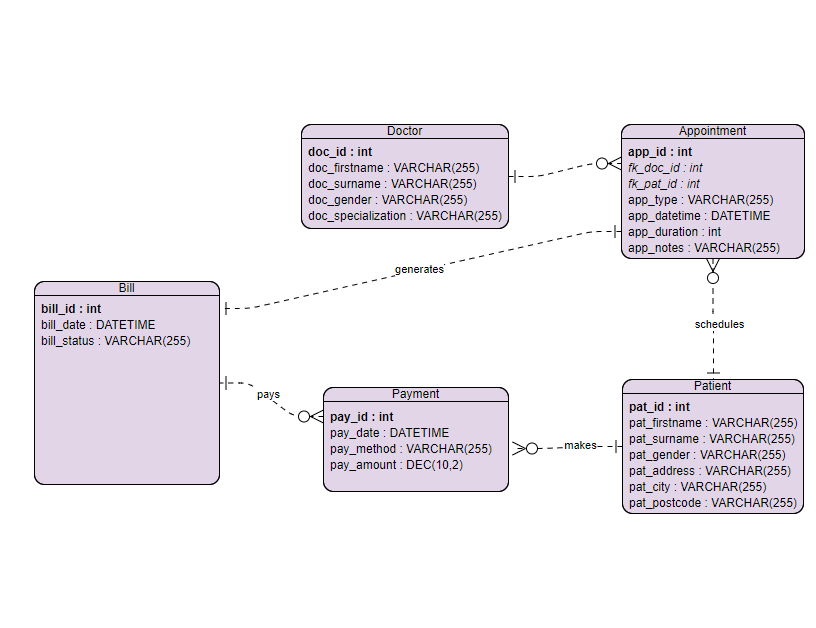 Doctor
doc_id : int
doc_firstname : VARCHAR(255)
doc_surname : VARCHAR(255)
doc_gender : VARCHAR(255)
doc_specialization : VARCHAR(255)
Appointment
app_id : int
fk_doc_id : int
fk_pat_id : int
app_type : VARCHAR(255)
app_datetime : DATETIME
app_duration : int
app_notes : VARCHAR(255)
generates
Bill
bill_id : int
bill_date : DATETIME
bill_status : VARCHAR(255)
schedules
pays
Payment
pay_id : int
pay_date : DATETIME
pay_method : VARCHAR(255)
pay_amount : DEC(10,2)
makes
Patient
pat_id : int
pat_firstname : VARCHAR(255)
pat_surname : VARCHAR(255)
pat_gender : VARCHAR(255)
pat_address : VARCHAR(255)
pat_city : VARCHAR(255)
pat_postcode : VARCHAR(255)